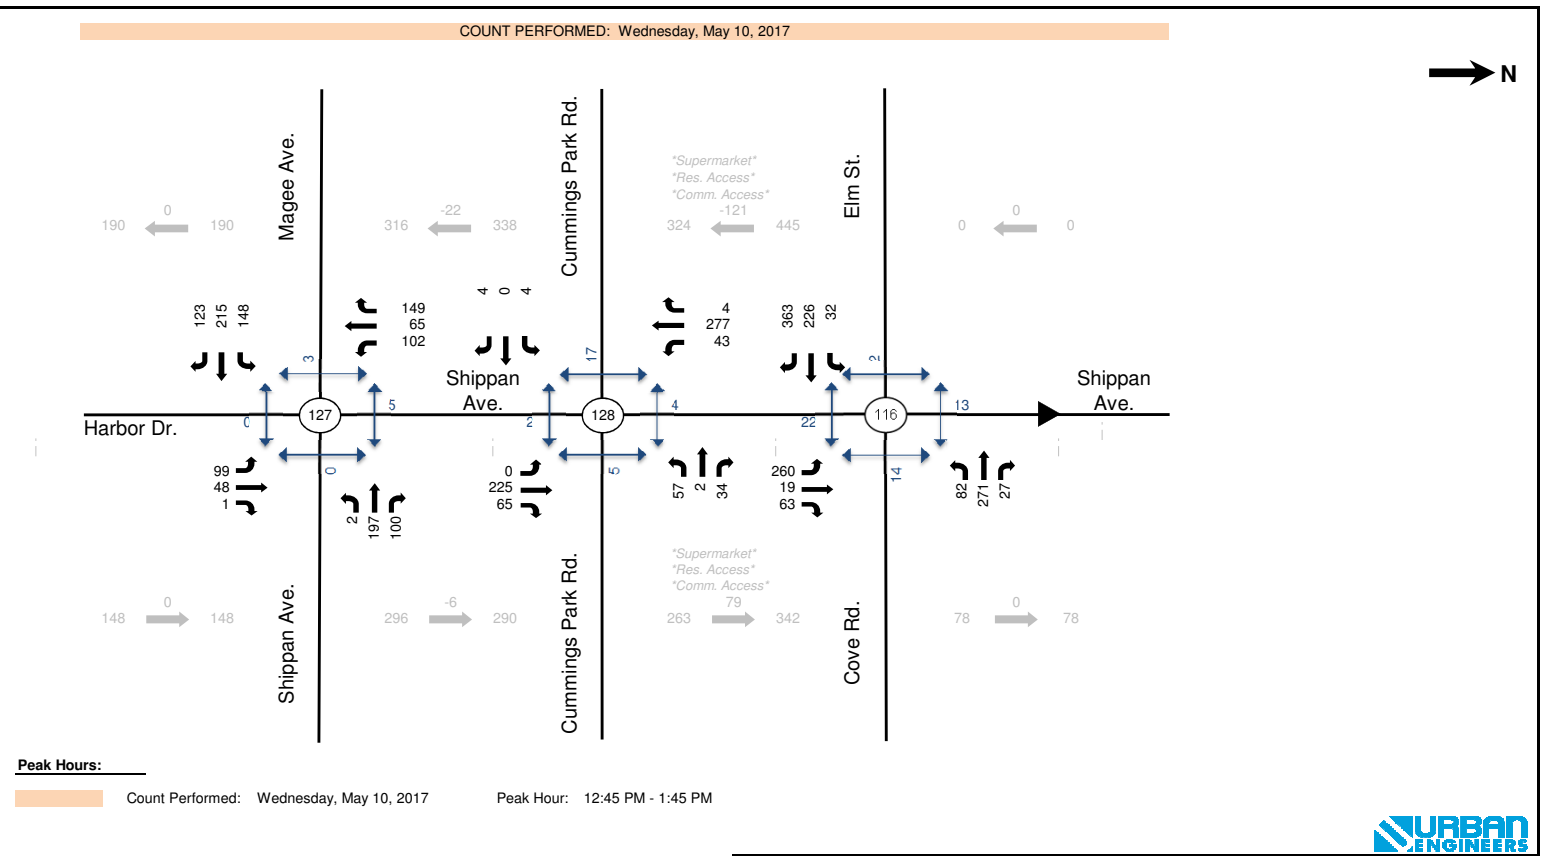 COUNT PERFORMED: Wednesday, May 10, 2017
N
Magee Ave.
Cummings Park Rd.
Elm St.
*Supermarket*
*Res. Access*
*Comm. Access*
190 0 190
316 -22 338
324 -121 445
0 0 0
123 215 148
149
65
102
4 0 4
4
277
43
363 226 32
3
17
2
Shippan
Ave.
Shippan
Ave.
127
128
116
0
5
2
4
22
13
Harbor Dr.
0
5
14
99
48
1
2 197 100
0
225
65
57 2 34
260
19
63
82 271 27
*Supermarket*
*Res. Access*
*Comm. Access*
148 0 148
296 -6 290
263 79 342
78 0 78
Shippan Ave.
Cummings Park Rd.
Cove Rd.
Peak Hours:
Count Performed: Wednesday, May 10, 2017 Peak Hour: 12:45 PM - 1:45 PM
URBAN
ENGINEERS